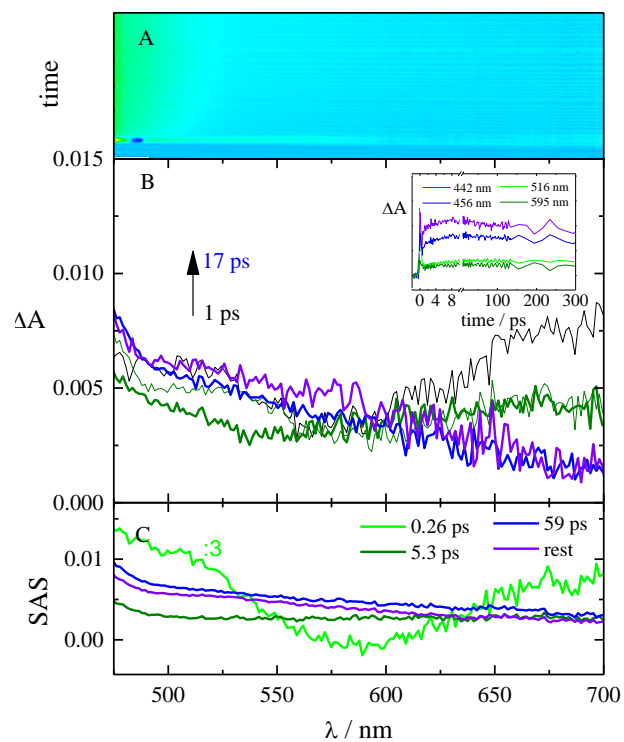 A
time
0.015
B
442 nm 516 nm
456 nm 595 nm
ΔA
0 4 8 100 200 300
time / ps
0.010
17 ps
1 ps
ΔA
0.005
0.000
C
0.26 ps 59 ps
:3
5.3 ps rest
0.01
SAS
0.00
500 550 600 650 700
λ / nm